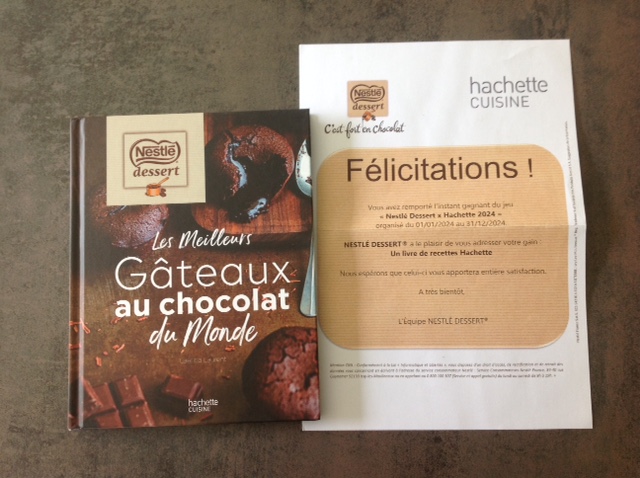 Nestlé
dessert
Les Meilleurs
Gâteaux
au chocolat
du Monde
hachette
CUISINE
Nestlé
dessert
C'est fort en chocolat
hachette
CUISINE
Félicitations !
Vous avez remporté l'instant gagnant du jeu
« Nestlé Dessert x Hachette 2024 »
organisé du 01/01/2024 au 31/12/2024.
NESTLÉ DESSERT® a le plaisir de vous adresser votre gain :
Un livre de recettes Hachette
Nous espérons que celui-ci vous apportera entière satisfaction.
A très bientôt,
L'Équipe NESTLÉ DESSERT®